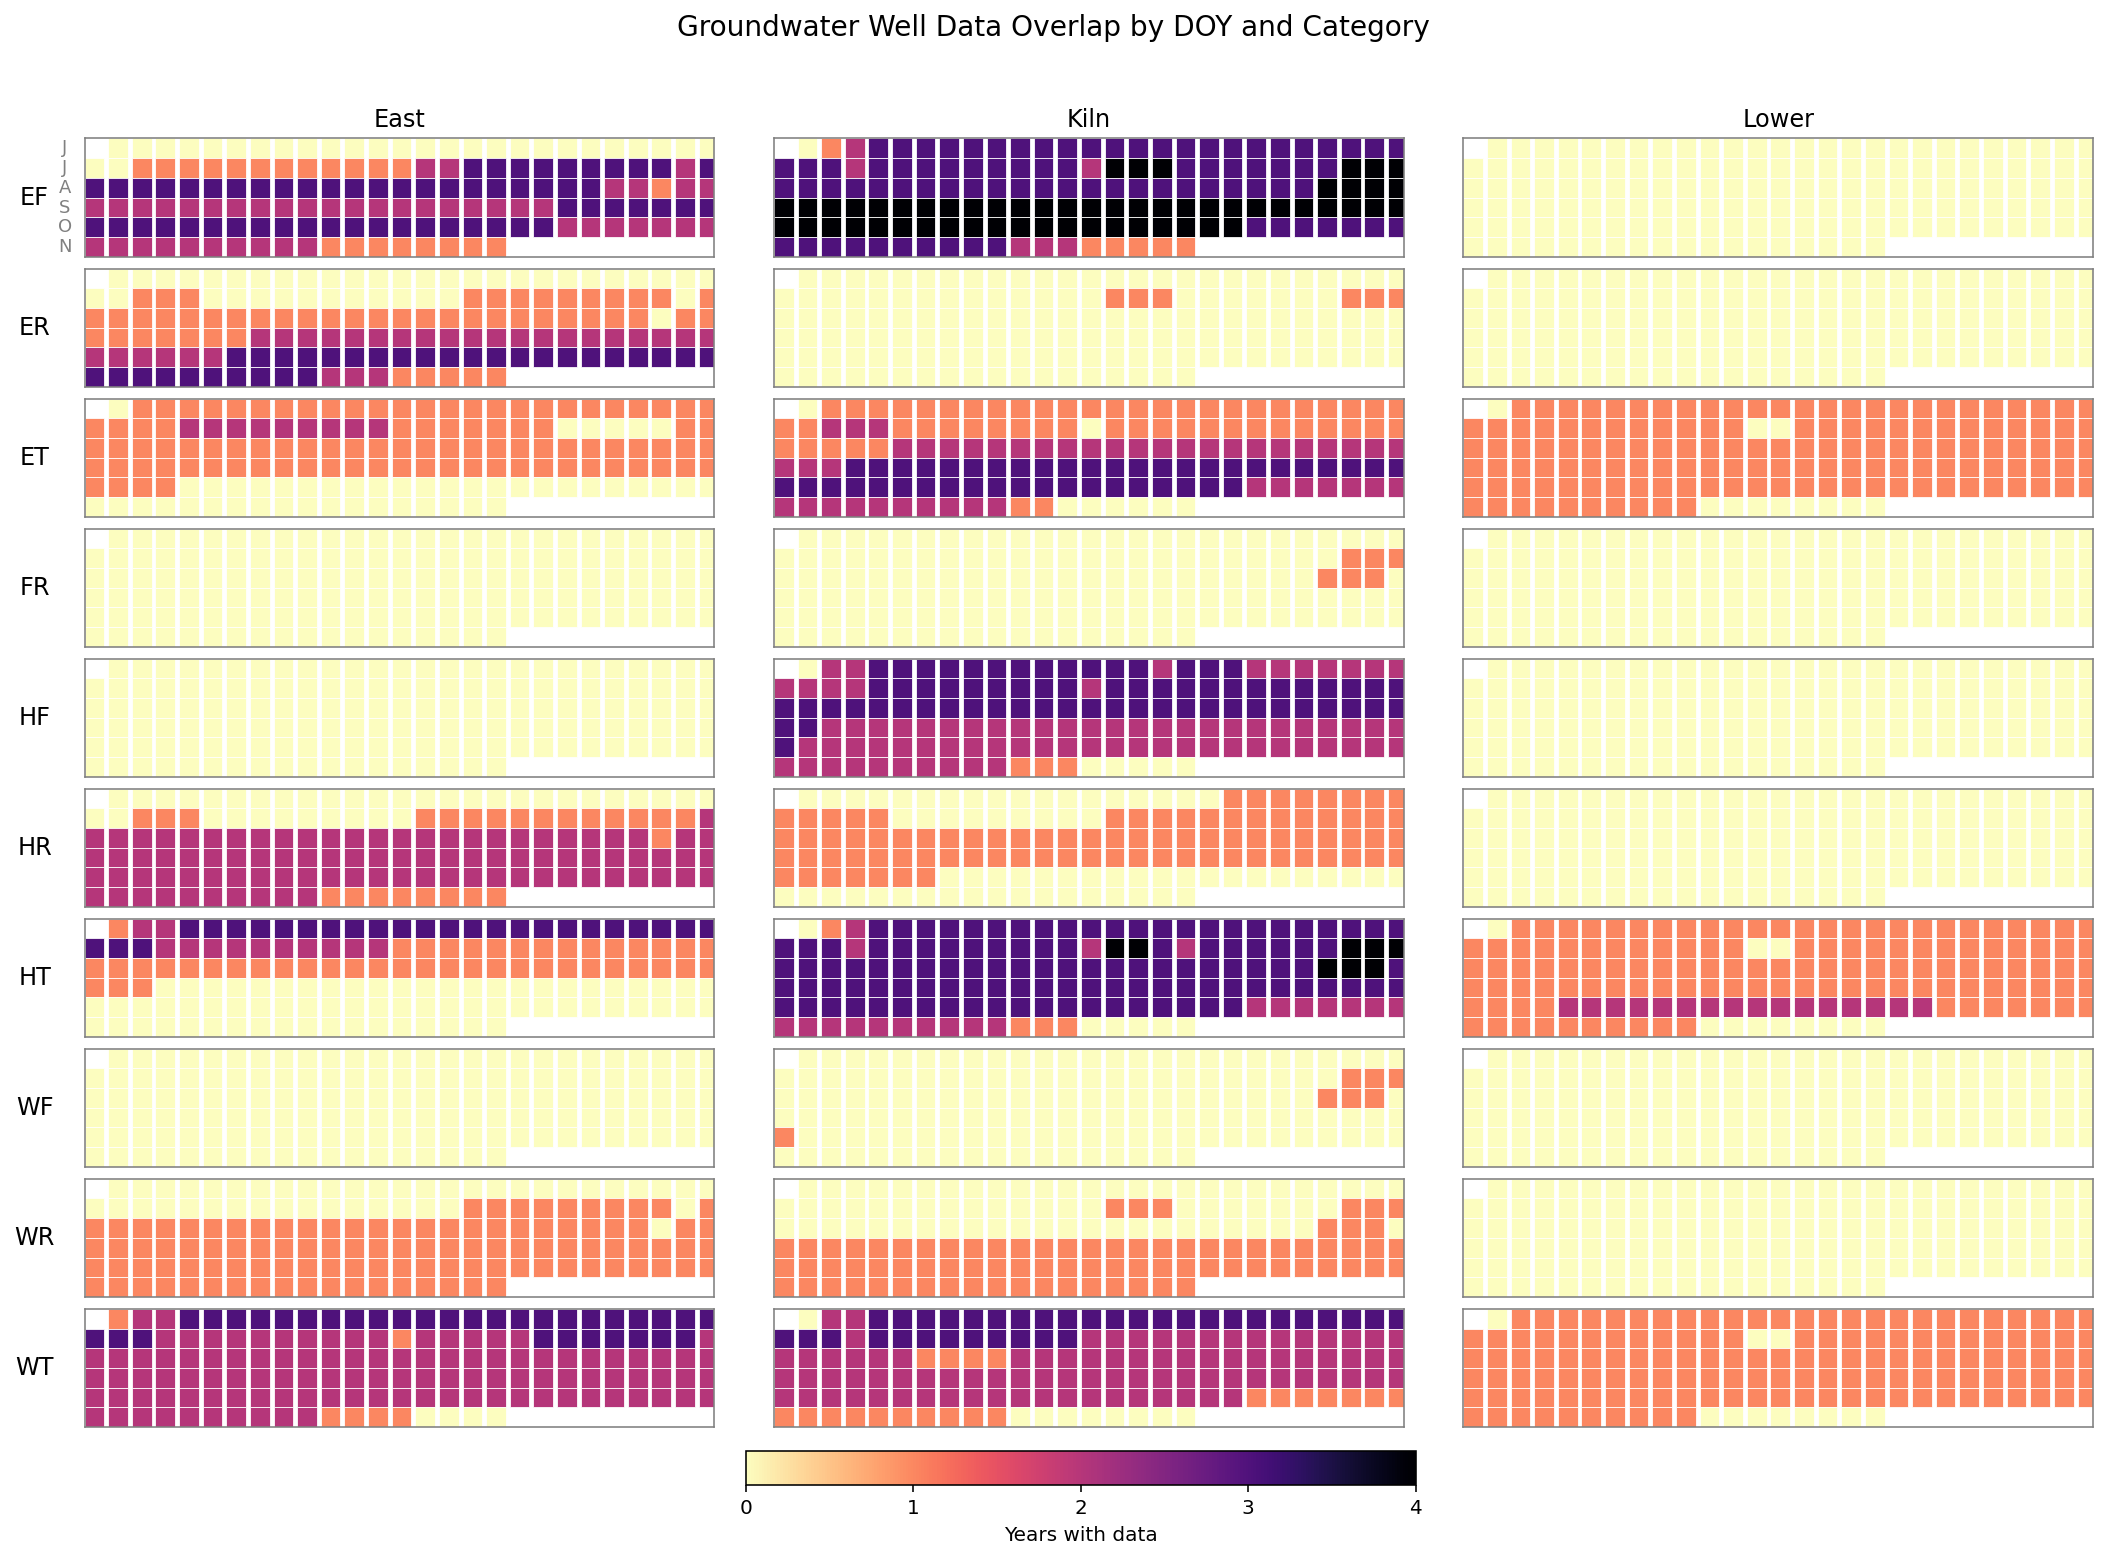 Groundwater Well Data Overlap by DOY and Category
East Kiln Lower
J
J
A
S
O
N
EF
ER
ET
FR
HF
HR
HT
WF
WR
WT
0 1 2 3 4
Years with data